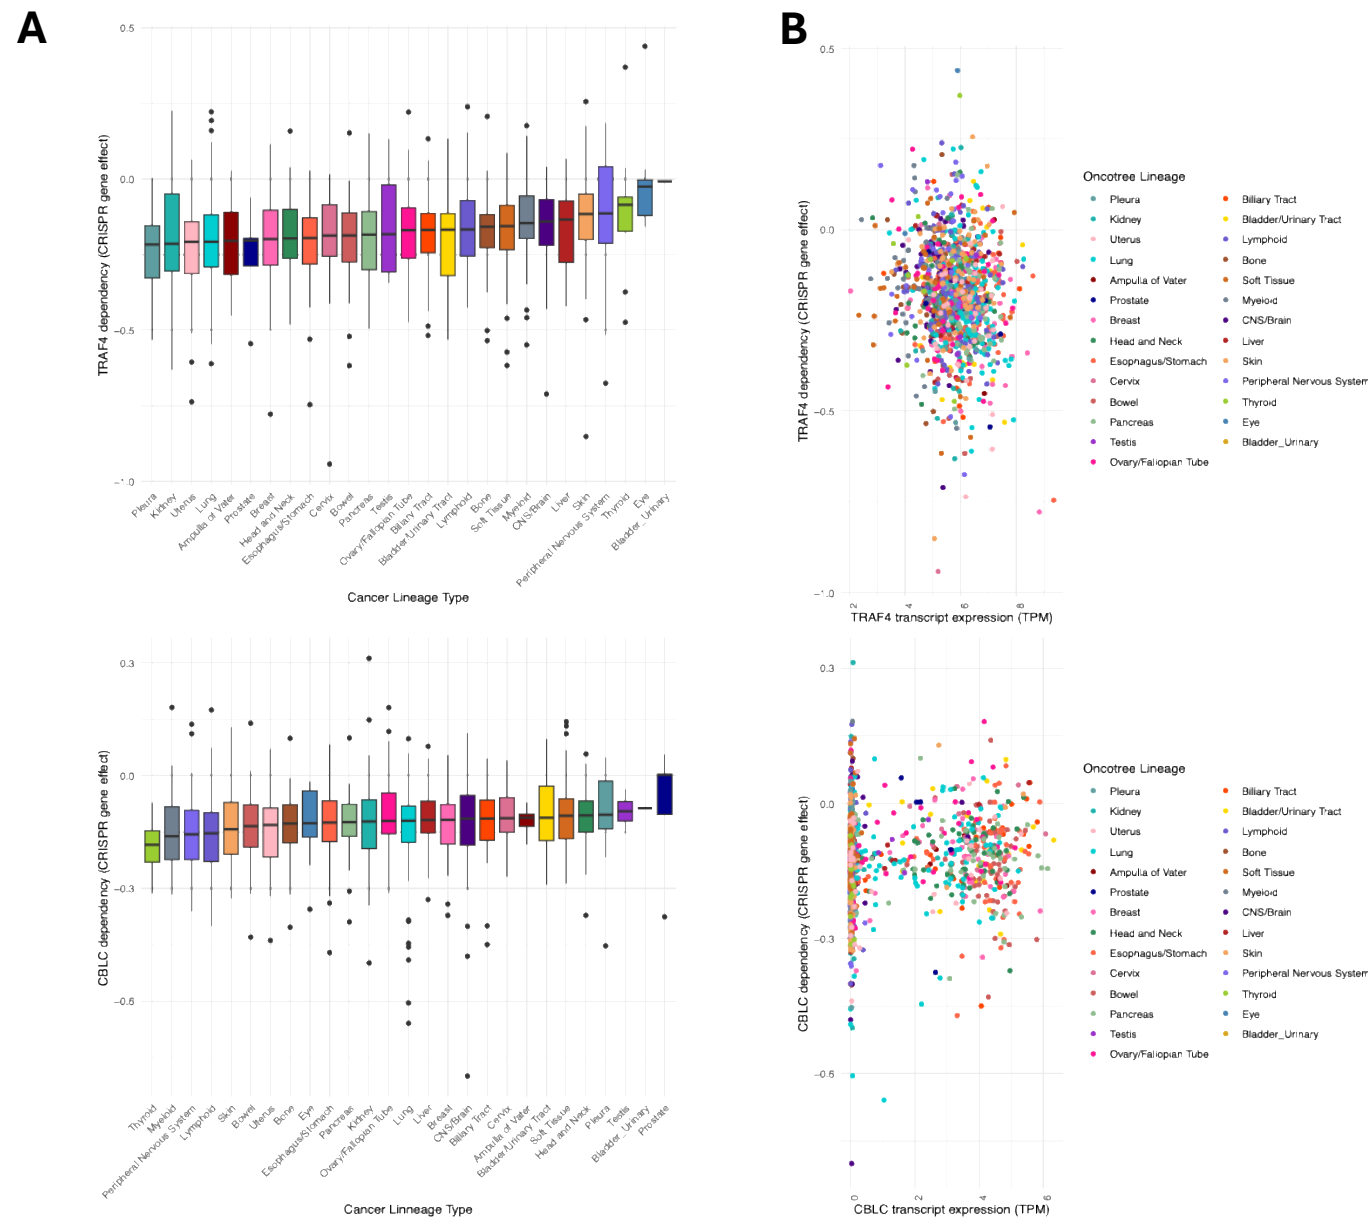 A
B
0.5
0.0
−0.5
−1.0
TRAF4 dependency (CRISPR gene effect)
Pleura
Kidney
Uterus
Lung
Ampulla of Vater
Prostate
Breast
Head and Neck
Esophagus/Stomach
Cervix
Bowel
Pancreas
Testis
Ovary/Fallopian Tube
Biliary Tract
Bladder/Urinary Tract
Lymphoid
Bone
Soft Tissue
Myeloid
CNS/Brain
Liver
Skin
Peripheral Nervous System
Thyroid
Eye
Bladder_Urinary
Cancer Lineage Type
0.5
0.0
−0.5
−1.0
TRAF4 dependency (CRISPR gene effect)
2
4
6
8
TRAF4 transcript expression (TPM)
Oncotree Lineage
Pleura
Kidney
Uterus
Lung
Ampulla of Vater
Prostate
Breast
Head and Neck
Esophagus/Stomach
Cervix
Bowel
Pancreas
Testis
Ovary/Fallopian Tube
Billiary Tract
Bladder/Urinary Tract
Lymphoid
Bone
Soft Tissue
Myeloid
CNS/Brain
Liver
Skin
Peripheral Nervous System
Thyroid
Eye
Bladder_Urinary
0.3
0.0
−0.3
−0.6
CBLC dependency (CRISPR gene effect)
Thyroid
Myeloid
Peripheral Nervous System
Lymphoid
Skin
Bowel
Uterus
Bone
Eye
Esophagus/Stomach
Pancreas
Kidney
Ovary/Fallopian Tube
Lung
Liver
Breast
CNS/Brain
Biliary Tract
Cervix
Ampulla of Vater
Bladder/Urinary Tract
Soft Tissue
Head and Neck
Pleura
Testis
Bladder_Urinary
Prostate
Cancer Linneage Type
0.3
0.0
−0.3
−0.6
CBLC dependency (CRISPR gene effect)
0
2
4
6
CBLC transcript expression (TPM)
Oncotree Lineage
Pleura
Kidney
Uterus
Lung
Ampulla of Vater
Prostate
Breast
Head and Neck
Esophagus/Stomach
Cervix
Bowel
Pancreas
Testis
Ovary/Fallopian Tube
Billiary Tract
Bladder/Urinary Tract
Lymphoid
Bone
Soft Tissue
Myeloid
CNS/Brain
Liver
Skin
Peripheral Nervous System
Thyroid
Eye
Bladder_Urinary